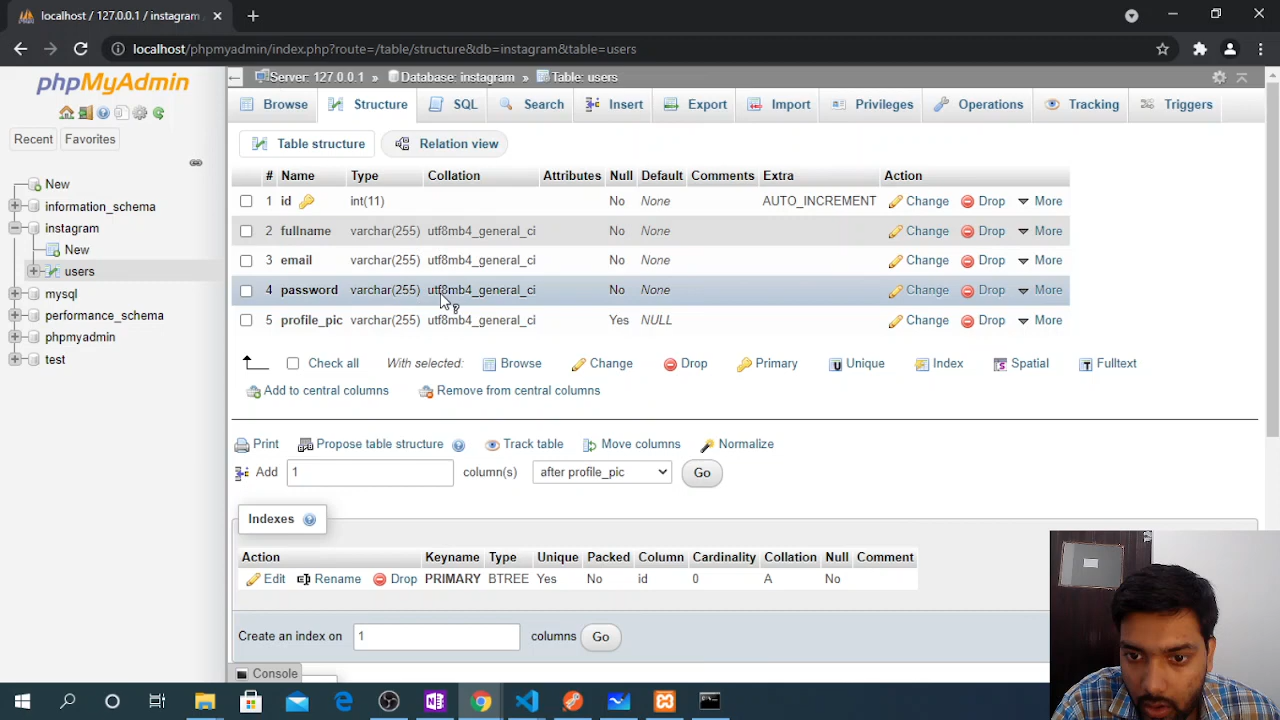 localhost / 127.0.0.1 / instagram
localhost/phpmyadmin/index.php?route=/table/structure&db=instagram&table=users
phpMyAdmin
Recent Favorites
New
information_schema
instagram
New
users
mysql
performance_schema
phpmyadmin
test
Server: 127.0.0.1 » Database: instagram » Table: users
Browse Structure SQL Search Insert Export Import Privileges Operations Tracking Triggers
Table structure Relation view
# Name Type Collation Attributes Null Default Comments Extra Action
1 id int(11) No None AUTO_INCREMENT Change Drop More
2 fullname varchar(255) utf8mb4_general_ci No None Change Drop More
3 email varchar(255) utf8mb4_general_ci No None Change Drop More
4 password varchar(255) utf8mb4_general_ci No None Change Drop More
5 profile_pic varchar(255) utf8mb4_general_ci Yes NULL Change Drop More
Check all With selected: Browse Change Drop Primary Unique Index Spatial Fulltext
Add to central columns Remove from central columns
Print Propose table structure Track table Move columns Normalize
Add 1 column(s) after profile_pic Go
Indexes
Action Keyname Type Unique Packed Column Cardinality Collation Null Comment
Edit Rename Drop PRIMARY BTREE Yes No id 0 A No
Create an index on 1 columns Go
Console